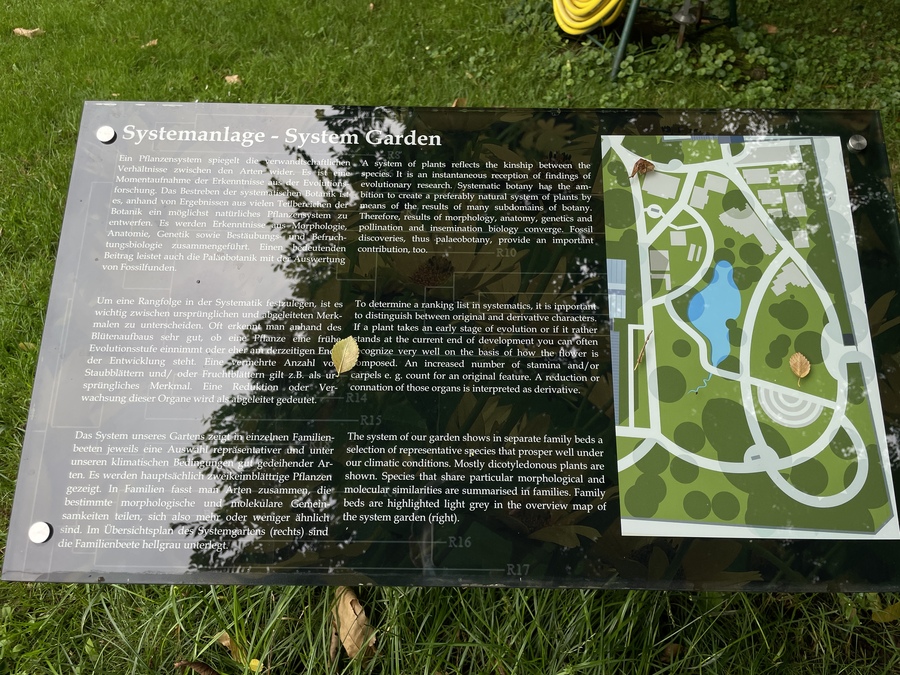 Systemanlage - System Garden
Ein Pflanzensystem spiegelt die verwandtschaftlichen
Verhältnisse zwischen den Arten wider. Es ist eine
Momentaufnahme der Erkenntnisse aus der Evolutions-
forschung. Das Bestreben der systematischen Botanik ist
es, anhand von Ergebnissen aus vielen Teilbereichen der
Botanik ein möglichst natürliches Pflanzensystem zu
entwerfen. Es werden Erkenntnisse aus Morphologie,
Anatomie, Genetik sowie Bestäubungs- und Befruch-
tungsbiologie zusammengeführt. Einen bedeutenden
Beitrag leistet auch die Paläobotanik mit der Auswertung
von Fossilfunden.
A system of plants reflects the kinship between the
species. It is an instantaneous reception of findings of
evolutionary research. Systematic botany has the am-
bition to create a preferably natural system of plants by
means of the results of many subdomains of botany.
Therefore, results of morphology, anatomy, genetics and
pollination and insemination biology converge. Fossil
discoveries, thus palaeobotany, provide an important
contribution, too.
R10
Um eine Rangfolge in der Systematik festzulegen, ist es
wichtig zwischen ursprünglichen und abgeleiteten Merk-
malen zu unterscheiden. Oft erkennt man anhand des
Blütenaufbaus sehr gut, ob eine Pflanze eine frühe
Evolutionsstufe einnimmt oder eher am derzeitigen
der Entwicklung steht. Eine vermehrte Anzahl
Staubblättern und/ oder Fruchtblättern gilt z.B. als ur-
sprüngliches Merkmal. Eine Reduktion oder Ver-
wachsung dieser Organe wird als abgeleitet gedeutet.
To determine a ranking list in systematics, it is important
to distinguish between original and derivative characters.
If a plant takes an early stage of evolution or if it rather
stands at the current end of development you can often
recognize very well on the basis of how the flower is
composed. An increased number of stamina and/or
carpels e. g. count for an original feature. A reduction or
connation of those organs is interpreted as derivative.
R14
R15
Das System unseres Gartens zeigt in einzelnen Familien-
beeten jeweils eine Auswahl repräsentativer und unter
unseren klimatischen Bedingungen gut gedeihender Ar-
ten. Es werden hauptsächlich zweikeimblättrige Pflanzen
gezeigt. In Familien fasst man Arten zusammen, die
bestimmte morphologische und molekulare Gemein-
samkeiten teilen, sich also mehr oder weniger ähnlich
sind. Im Übersichtsplan des Systemgartens (rechts) sind
die Familienbeete hellgrau unterlegt.
The system of our garden shows in separate family beds a
selection of representative species that prosper well under
our climatic conditions. Mostly dicotyledonous plants are
shown. Species that share particular morphological and
molecular similarities are summarised in families. Family
beds are highlighted light grey in the overview map of
the system garden (right).
R16
R17